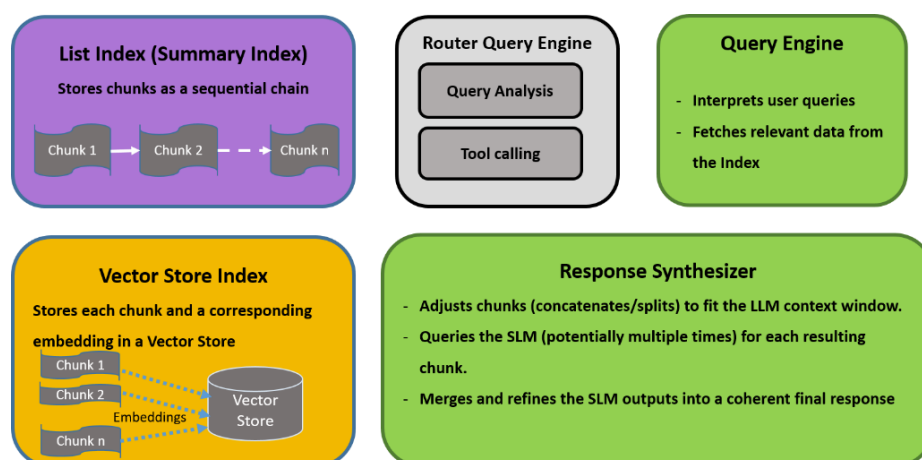 List Index (Summary Index)
Stores chunks as a sequential chain
Chunk 1
Chunk 2
Chunk n
Router Query Engine
Query Analysis
Tool calling
Query Engine
- Interprets user queries
- Fetches relevant data from
the Index
Vector Store Index
Stores each chunk and a corresponding
embedding in a Vector Store
Chunk 1
Chunk 2
Chunk n
Embeddings
Vector
Store
Response Synthesizer
- Adjusts chunks (concatenates/splits) to fit the LLM context window.
- Queries the SLM (potentially multiple times) for each resulting
chunk.
- Merges and refines the SLM outputs into a coherent final response